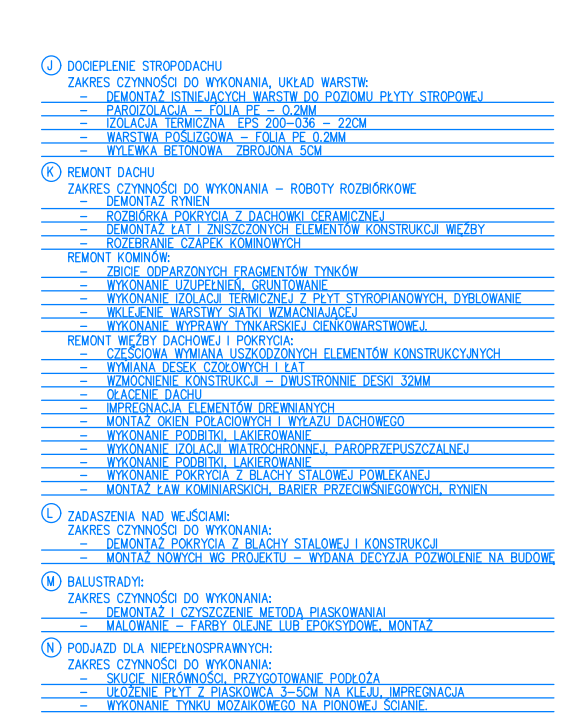 J DOCIEPLENIE STROPODACHU
ZAKRES CZYNNOŚCI DO WYKONANIA, UKŁAD WARSTW:
– DEMONTAŻ ISTNIEJĄCYCH WARSTW DO POZIOMU PŁYTY STROPOWEJ
– PAROIZOLACJA – FOLIA PE – 0.2MM
– IZOLACJA TERMICZNA EPS 200-036 – 22CM
– WARSTWA POŚLIZGOWA – FOLIA PE 0.2MM
– WYLEWKA BETONOWA ZBROJONA 5CM
K REMONT DACHU
ZAKRES CZYNNOŚCI DO WYKONANIA – ROBOTY ROZBIÓRKOWE
– DEMONTAŻ RYNIEN
– ROZBIÓRKA POKRYCIA Z DACHÓWKI CERAMICZNEJ
– DEMONTAŻ ŁAT I ZNISZCZONYCH ELEMENTÓW KONSTRUKCJI WIĘŹBY
– ROZEBRANIE CZAPEK KOMINOWYCH
REMONT KOMINÓW:
– ZBICIE ODPARZONYCH FRAGMENTÓW TYNKÓW
– WYKONANIE UZUPEŁNIEŃ, GRUNTOWANIE
– WYKONANIE IZOLACJI TERMICZNEJ Z PŁYT STYROPIANOWYCH, DYBLOWANIE
– WKLEJENIE WARSTWY SIATKI WZMACNIAJĄCEJ
– WYKONANIE WYPRAWY TYNKARSKIEJ CIENKOWARSTWOWEJ.
REMONT WIĘŹBY DACHOWEJ I POKRYCIA:
– CZĘŚCIOWA WYMIANA USZKODZONYCH ELEMENTÓW KONSTRUKCYJNYCH
– WYMIANA DESEK CZOŁOWYCH I ŁAT
– WZMOCNIENIE KONSTRUKCJI – DWUSTRONNIE DESKI 32MM
– OŁACENIE DACHU
– IMPREGNACJA ELEMENTÓW DREWNIANYCH
– MONTAŻ OKIEN POŁACIOWYCH I WYŁAZU DACHOWEGO
– WYKONANIE PODBITKI, LAKIEROWANIE
– WYKONANIE IZOLACJI WIATROCHRONNEJ, PAROPRZEPUSZCZALNEJ
– WYKONANIE PODBITKI, LAKIEROWANIE
– WYKONANIE POKRYCIA Z BLACHY STALOWEJ POWLEKANEJ
– MONTAŻ ŁAW KOMINIARSKICH, BARIER PRZECIWŚNIEGOWYCH, RYNIEN
L ZADASZENIA NAD WEJŚCIAMI:
ZAKRES CZYNNOŚCI DO WYKONANIA:
– DEMONTAŻ POKRYCIA Z BLACHY STALOWEJ I KONSTRUKCJI
– MONTAŻ NOWYCH WG PROJEKTU – WYDANA DECYZJA POZWOLENIE NA BUDOWĘ
M BALUSTRADYI:
ZAKRES CZYNNOŚCI DO WYKONANIA:
– DEMONTAŻ I CZYSZCZENIE METODĄ PIASKOWANIAI
– MALOWANIE – FARBY OLEJNE LUB EPOKSYDOWE, MONTAŻ
N PODJAZD DLA NIEPEŁNOSPRAWNYCH:
ZAKRES CZYNNOŚCI DO WYKONANIA:
– SKUCIE NIERÓWNOŚCI, PRZYGOTOWANIE PODŁOŻA
– UŁOŻENIE PŁYT Z PIASKOWCA 3-5CM NA KLEJU, IMPREGNACJA
– WYKONANIE TYNKU MOZAIKOWEGO NA PIONOWEJ ŚCIANIE.